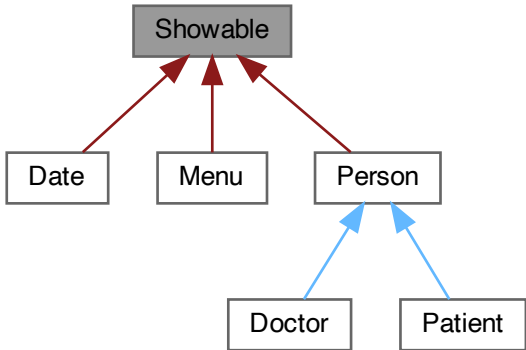 Showable
Date
Menu
Person
Doctor
Patient